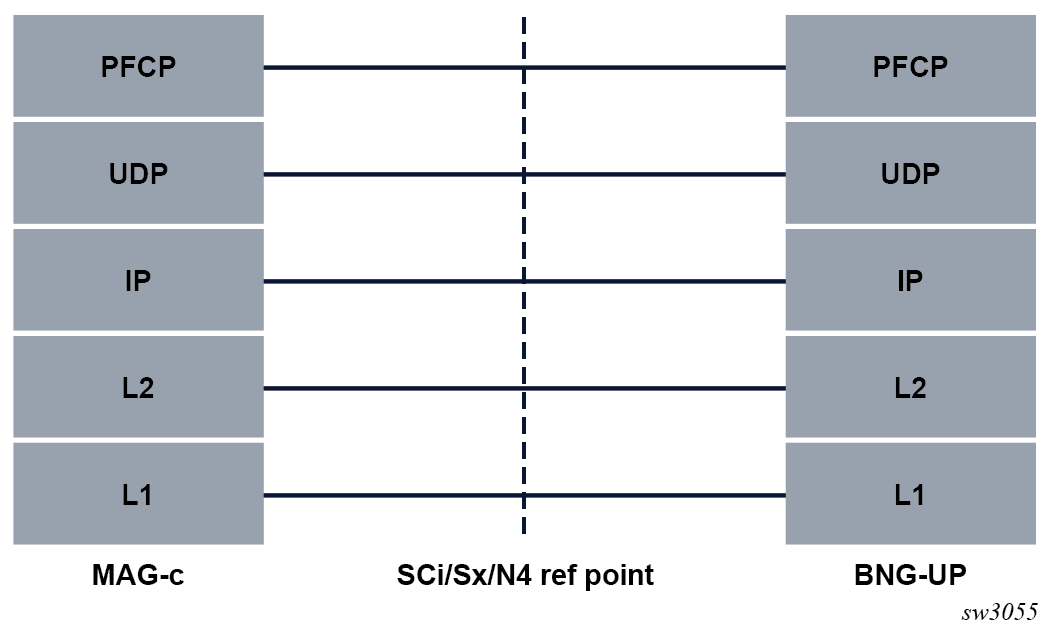 PFCP PFCP
UDP UDP
IP IP
L2 L2
L1 L1
MAG-c SCi/Sx/N4 ref point BNG-UP
sw3055